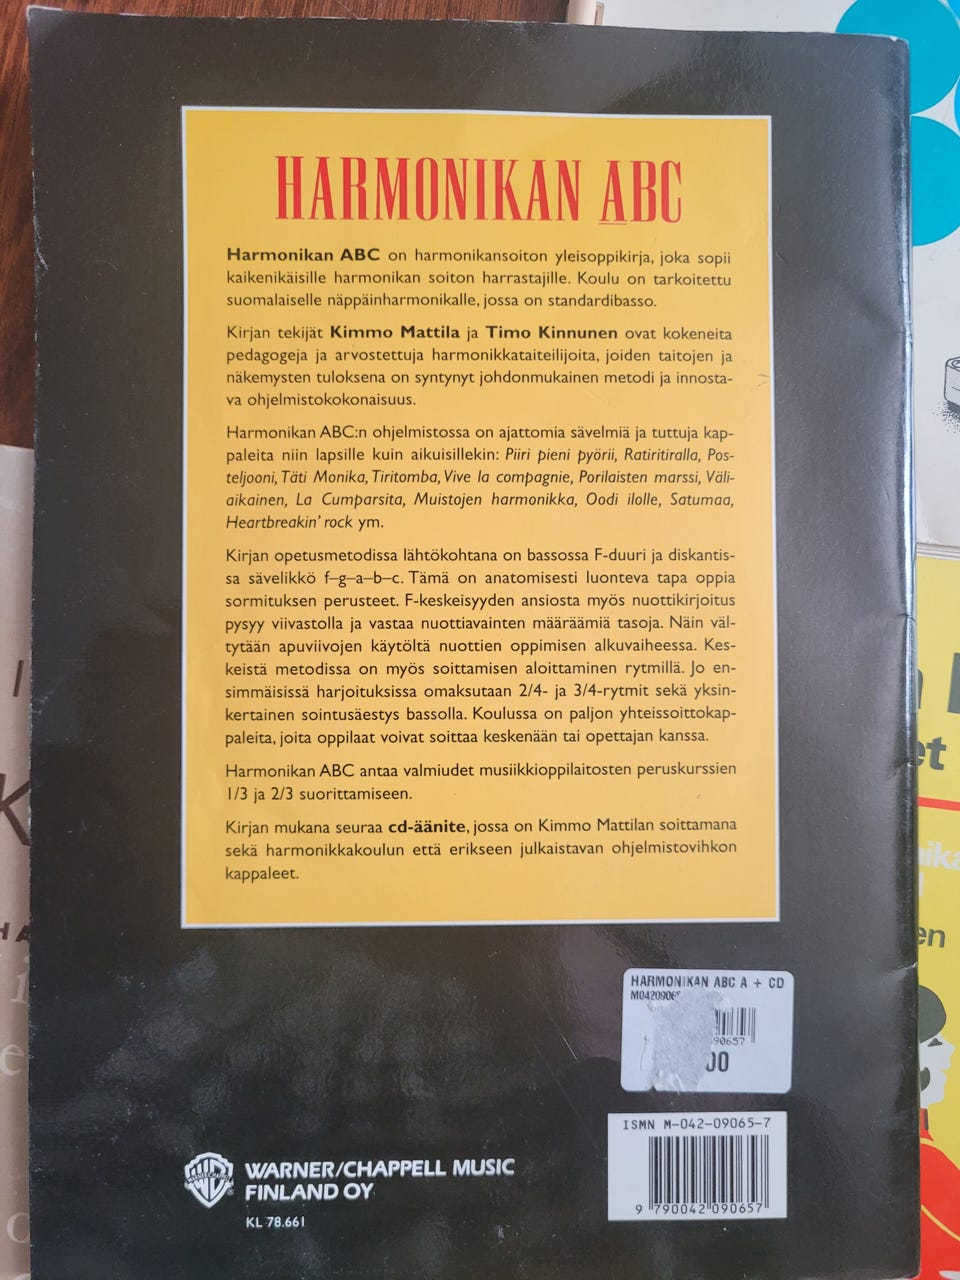 HARMONIKAN ABC
Harmonikan ABC on harmonikansoiton yleisoppikirja, joka sopii
kaikenikäisille harmonikan soiton harrastajille. Koulu on tarkoitettu
suomalaiselle näppäinharmonikalle, jossa on standardibasso.
Kirjan tekijät Kimmo Mattila ja Timo Kinnunen ovat kokeneita
pedagogeja ja arvostettuja harmonikkataiteilijoita, joiden taitojen ja
näkemysten tuloksena on syntynyt johdonmukainen metodi ja innosta-
va ohjelmistokokonaisuus.
Harmonikan ABC:n ohjelmistossa on ajattomia sävelmiä ja tuttuja kap-
paleita niin lapsille kuin aikuisillekin: Piiri pieni pyörii, Ratiritiralla, Pos-
teljooni, Täti Monika, Tiritomba, Vive la compagnie, Porilaisten marssi, Väli-
aikainen, La Cumparsita, Muistojen harmonikka, Oodi ilolle, Satumaa,
Heartbreakin' rock ym.
Kirjan opetusmetodissa lähtökohtana on bassossa F-duuri ja diskantis-
sa sävelikkö f–g–a–b–c. Tämä on anatomisesti luonteva tapa oppia
sormituksen perusteet. F-keskeisyyden ansiosta myös nuottikirjoitus
pysyy viivastolla ja vastaa nuottiavainten määräämiä tasoja. Näin väl-
tytään apuviivojen käytöltä nuottien oppimisen alkuvaiheessa. Kes-
keistä metodissa on myös soittamisen aloittaminen rytmillä. Jo en-
simmäisissä harjoituksissa omaksutaan 2/4- ja 3/4-rytmit sekä yksin-
kertainen sointusäestys bassolla. Koulussa on paljon yhteissoittokap-
paleita, joita oppilaat voivat soittaa keskenään tai opettajan kanssa.
Harmonikan ABC antaa valmiudet musiikkioppilaitosten peruskurssien
1/3 ja 2/3 suorittamiseen.
Kirjan mukana seuraa cd-äänite, jossa on Kimmo Mattilan soittamana
sekä harmonikkakoulun että erikseen julkaistavan ohjelmistovihkon
kappaleet.
HARMONIKAN ABC A + CD
90657
00
ISMN M-042-09065-7
9 790042 090657
WARNER/CHAPPELL MUSIC
FINLAND OY
KL 78.661
et
en